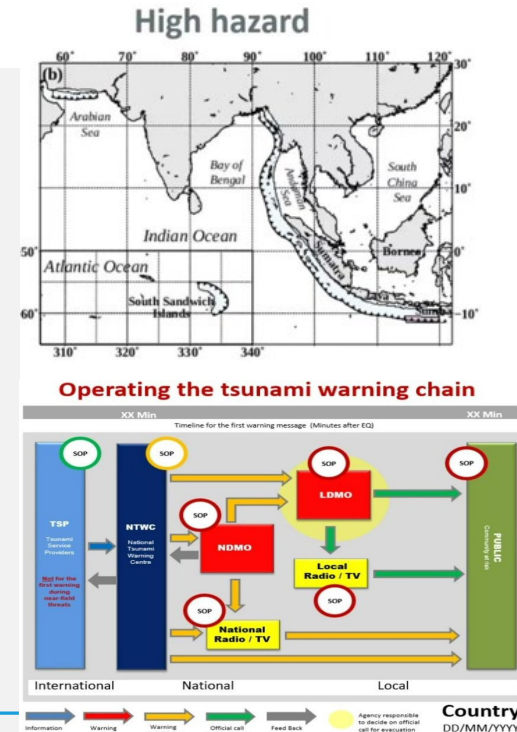 High hazard
60° 70° 80° 90° 100° 110° 120°
(b)
30°
Arabian
Sea
20°
Bay of
Bengal
Andaman
Sea
South
China
Sea
10°
Indian Ocean
50°
Sumatra
Borneo
0°
Atlantic Ocean
South Sandwich
Islands
Java
Sumba
60°
-10°
310° 320° 330° 340°
Operating the tsunami warning chain
XX Min
XX Min
Timeline for the first warning message (Minutes after EQ)
SOP
SOP
SOP
SOP
TSP
Tsunami
Service
Providers
Not for the
first warning
during
near-field
threats
NTWC
National
Tsunami
Warning
Centre
SOP
NDMO
LDMO
Local
Radio / TV
SOP
SOP
National
Radio / TV
PUBLIC
Community at risk
International
National
Local
Information
Warning
Warning
Official call
Feed Back
Agency responsible
to decide on official
call for evacuation
Country
DD/MM/YYYY